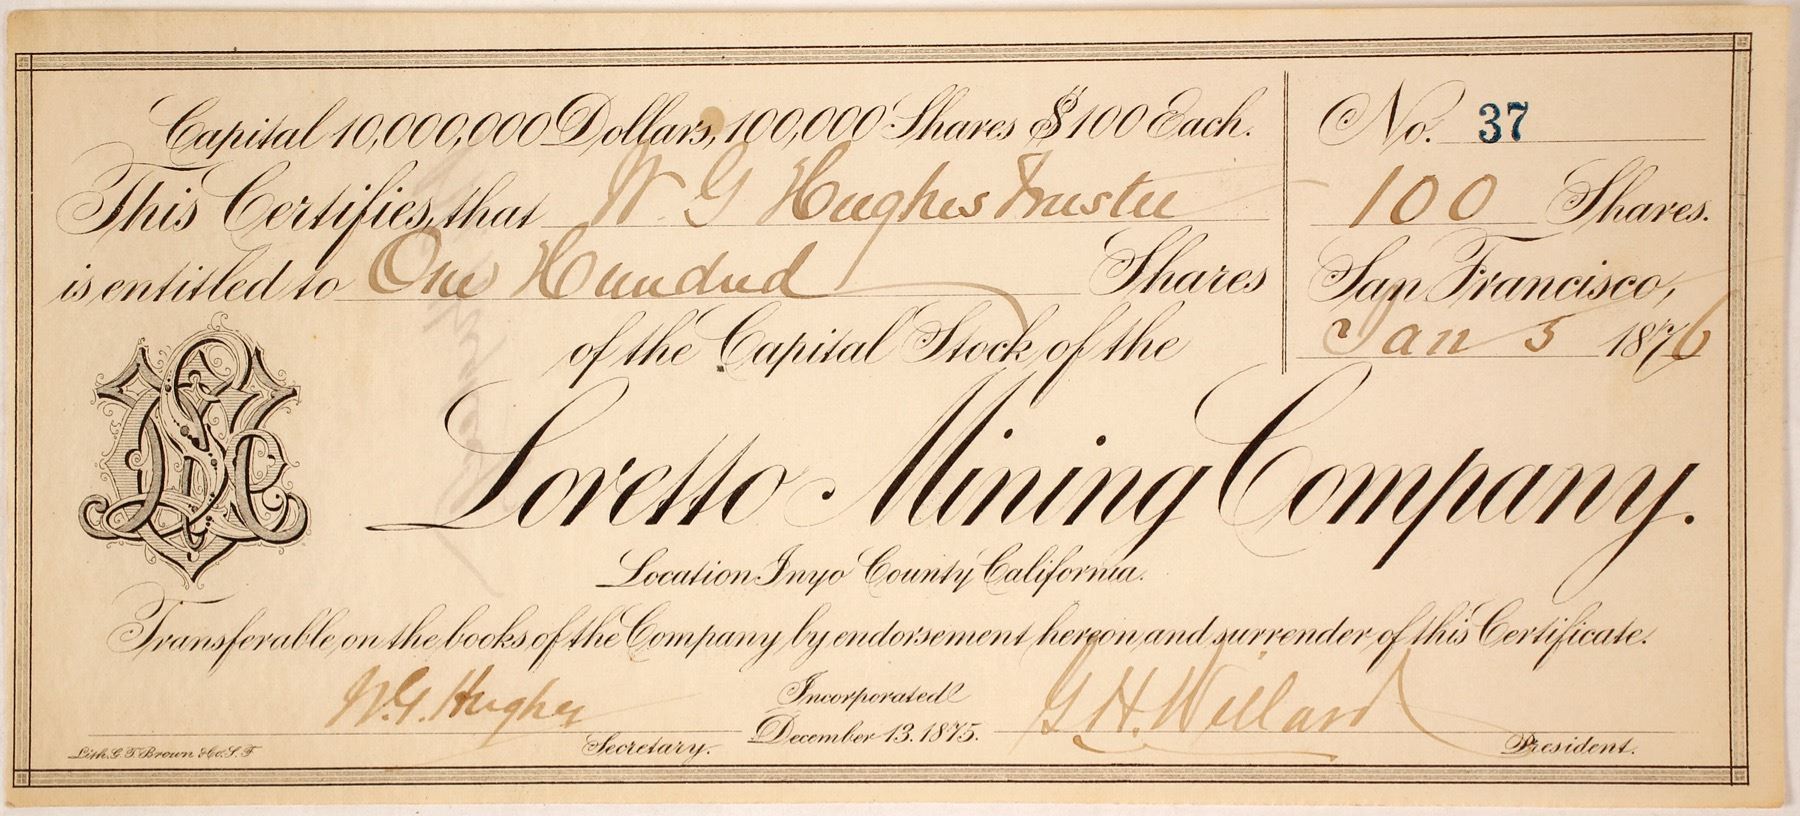 Capital 10,000,000 Dollars, 100,000 Shares $100 Each.
This Certifies, that W. G Hughes Trustee
is entitled to One Hundred Shares
of the Capital Stock of the
Loretto Mining Company.
Location Inyo County California.
Transferable on the books of the Company by endorsement hereon and surrender of this Certificate.
No. 37
100 Shares.
San Francisco,
Jan 5 1876
W. G. Hughes
Secretary.
Incorporated
December 13. 1875.
G. H. Willard
President.
Lith. G. T. Brown & Co. S. F.